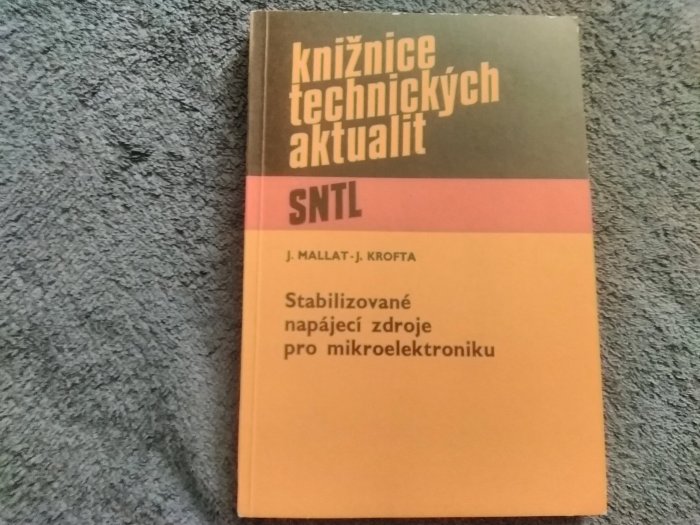 knižnice
technických
aktualit
SNTL
J. MALLAT-J. KROFTA
Stabilizované
napájecí zdroje
pro mikroelektroniku